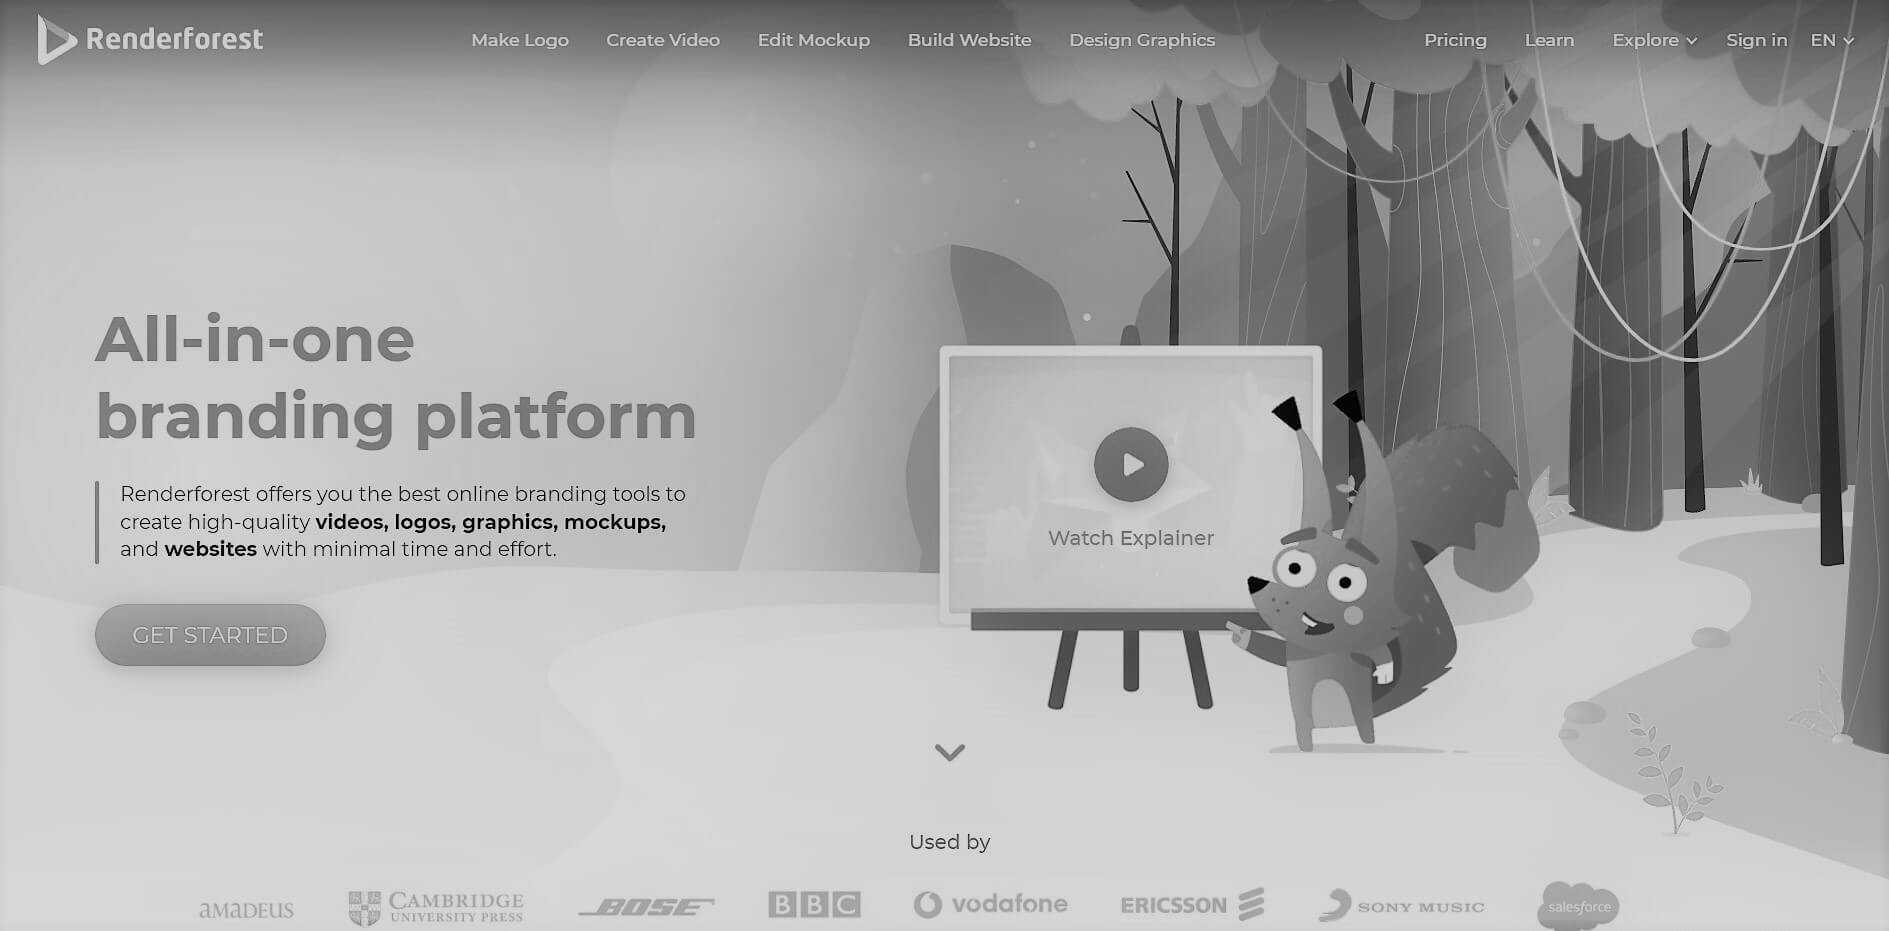 Renderforest
Make Logo Create Video Edit Mockup Build Website Design Graphics
Pricing Learn Explore Sign in EN
All-in-one
branding platform
Renderforest offers you the best online branding tools to
create high-quality videos, logos, graphics, mockups,
and websites with minimal time and effort.
GET STARTED
Watch Explainer
Used by
amadeus
CAMBRIDGE
UNIVERSITY PRESS
BOSE
BBC
vodafone
ERICSSON
SONY MUSIC
salesforce